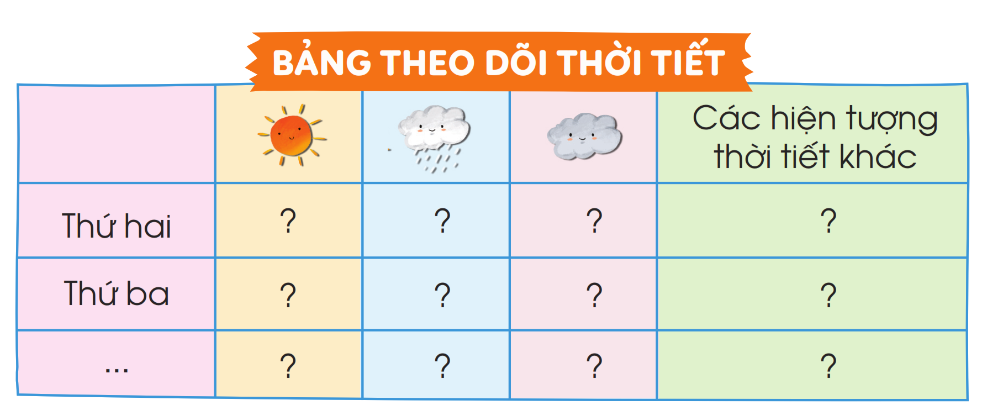 BẢNG THEO DÕI THỜI TIẾT
Các hiện tượng
thời tiết khác
Thứ hai ? ? ? ?
Thứ ba ? ? ? ?
... ? ? ? ?